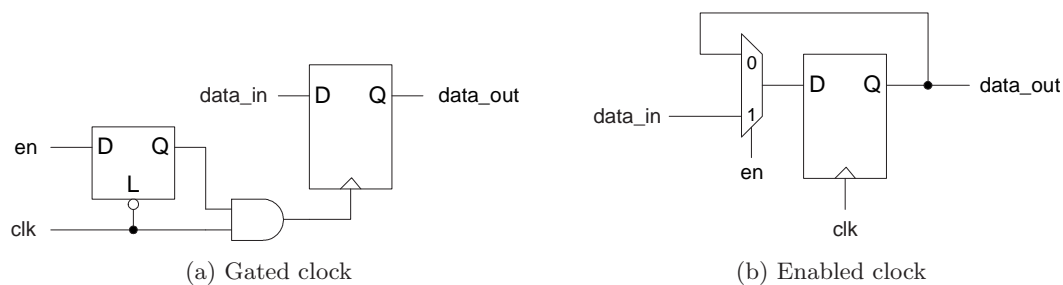 data_in
D
Q
data_out
en
D
Q
L
clk
(a) Gated clock
0
1
data_in
en
D
Q
data_out
clk
(b) Enabled clock